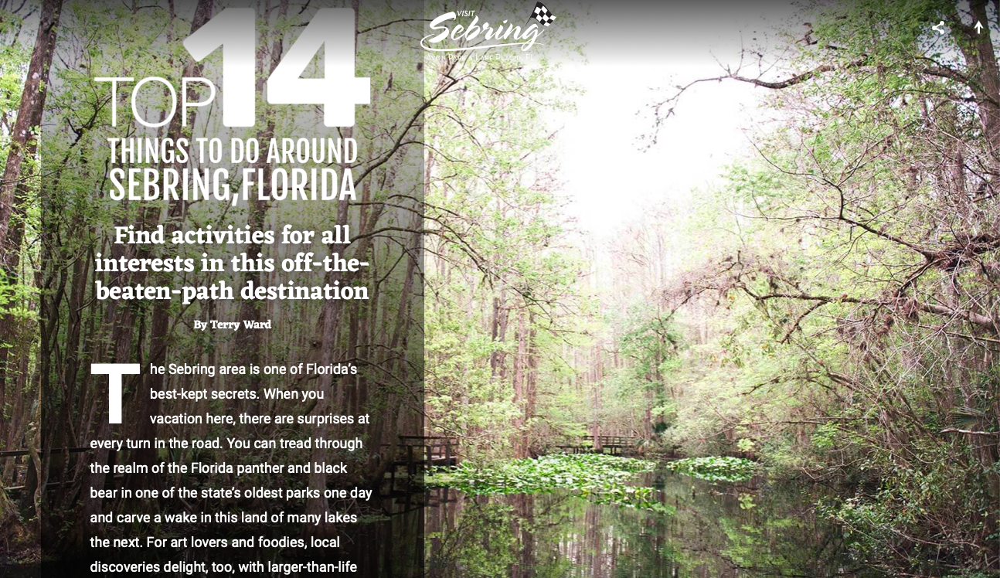 VISIT
Sebring
AVON PARK • LAKE PLACID, FL
TOP 14
THINGS TO DO AROUND
SEBRING,FLORIDA
Find activities for all
interests in this off-the-
beaten-path destination
By Terry Ward
The Sebring area is one of Florida’s
best-kept secrets. When you
vacation here, there are surprises at
every turn in the road. You can tread through
the realm of the Florida panther and black
bear in one of the state’s oldest parks one day
and carve a wake in this land of many lakes
the next. For art lovers and foodies, local
discoveries delight, too, with larger-than-life